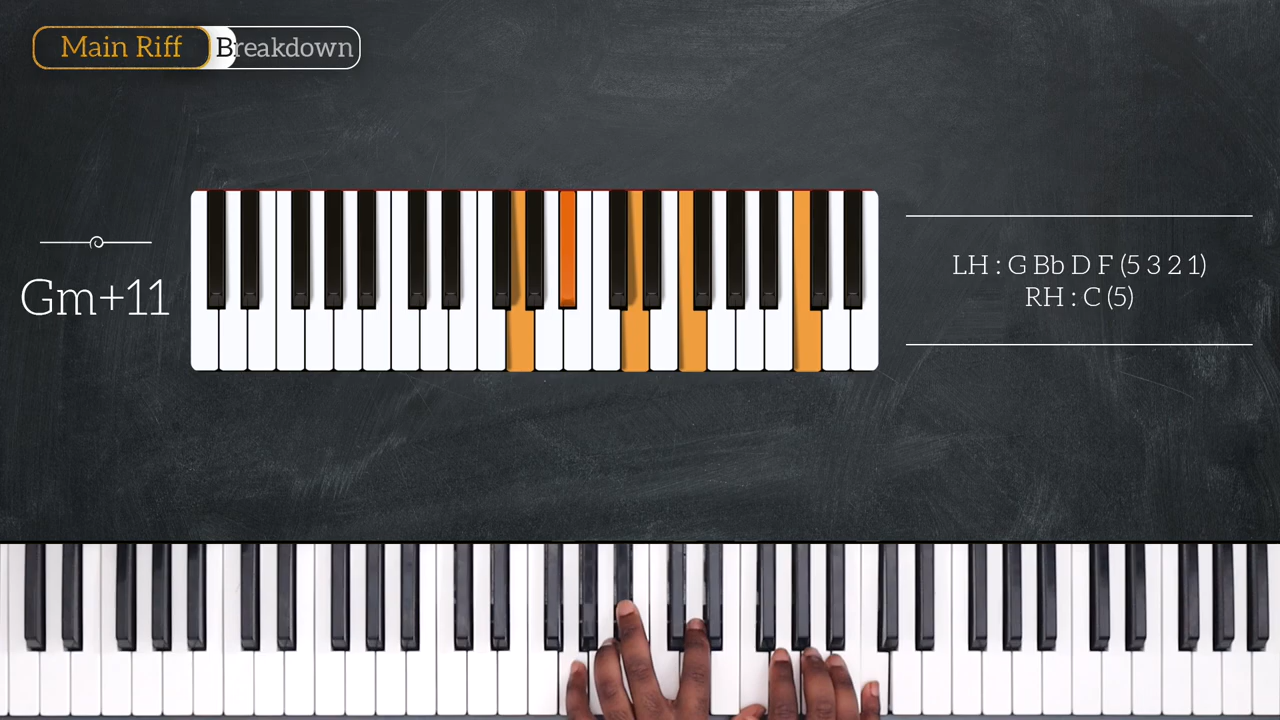 Main Riff Breakdown
Gm+11
LH : G Bb D F (5 3 2 1)
RH : C (5)